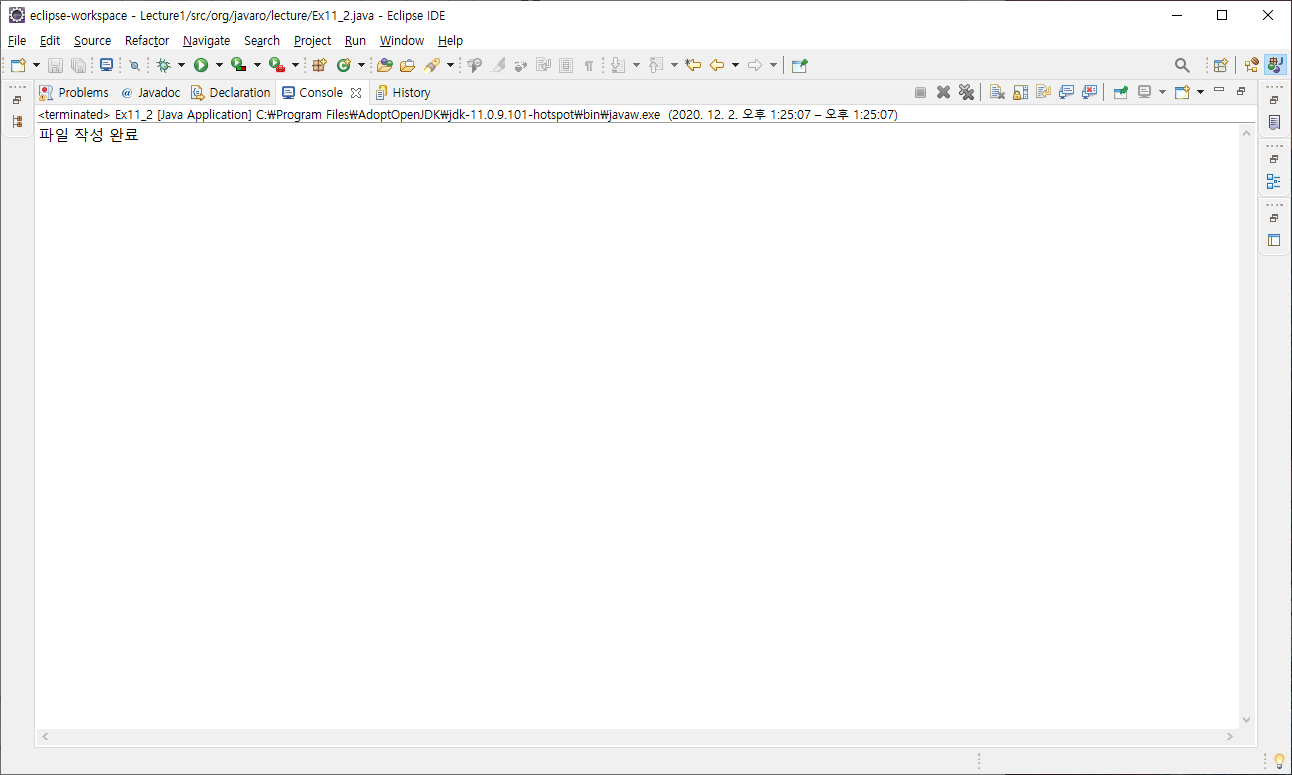 eclipse-workspace - Lecture1/src/org/javaro/lecture/Ex11_2.java - Eclipse IDE
File Edit Source Refactor Navigate Search Project Run Window Help
Problems @ Javadoc Declaration Console History
<terminated> Ex11_2 [Java Application] C:₩Program Files₩AdoptOpenJDK₩jdk-11.0.9.101-hotspot₩bin₩javaw.exe (2020. 12. 2. 오후 1:25:07 – 오후 1:25:07)
파일 작성 완료